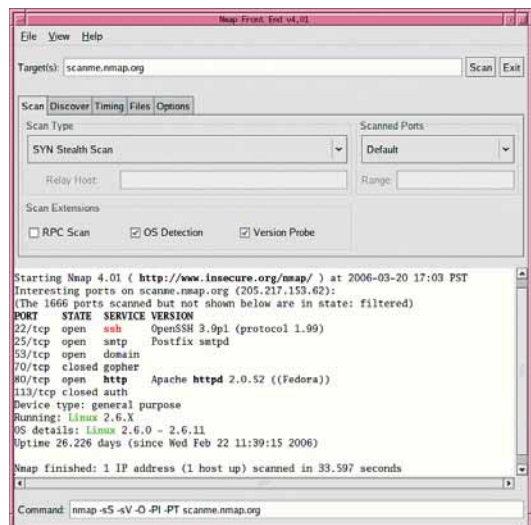 Nmap Front End v4.01
File View Help
Target(s): scanme.nmap.org Scan Exit
Scan Discover Timing Files Options
Scan Type Scanned Ports
SYN Stealth Scan Default
Relay Host: Range:
Scan Extensions
RPC Scan OS Detection Version Probe
Starting Nmap 4.01 ( http://www.insecure.org/nmap/ ) at 2006-03-20 17:03 PST
Interesting ports on scanme.nmap.org (205.217.153.62):
(The 1666 ports scanned but not shown below are in state: filtered)
PORT STATE SERVICE VERSION
22/tcp open ssh OpenSSH 3.9p1 (protocol 1.99)
25/tcp open smtp Postfix smtpd
53/tcp open domain
70/tcp closed gopher
80/tcp open http Apache httpd 2.0.52 ((Fedora))
113/tcp closed auth
Device type: general purpose
Running: Linux 2.6.X
OS details: Linux 2.6.0 - 2.6.11
Uptime 26.226 days (since Wed Feb 22 11:39:15 2006)
Nmap finished: 1 IP address (1 host up) scanned in 33.597 seconds
Command: nmap -sS -sV -O -PI -PT scanme.nmap.org